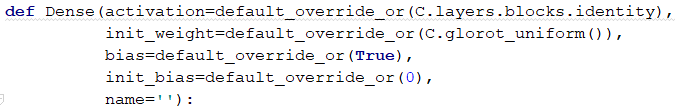 def Dense(activation=default_override_or(C.layers.blocks.identity),
init_weight=default_override_or(C.glorot_uniform()),
bias=default_override_or(True),
init_bias=default_override_or(0),
name=''):